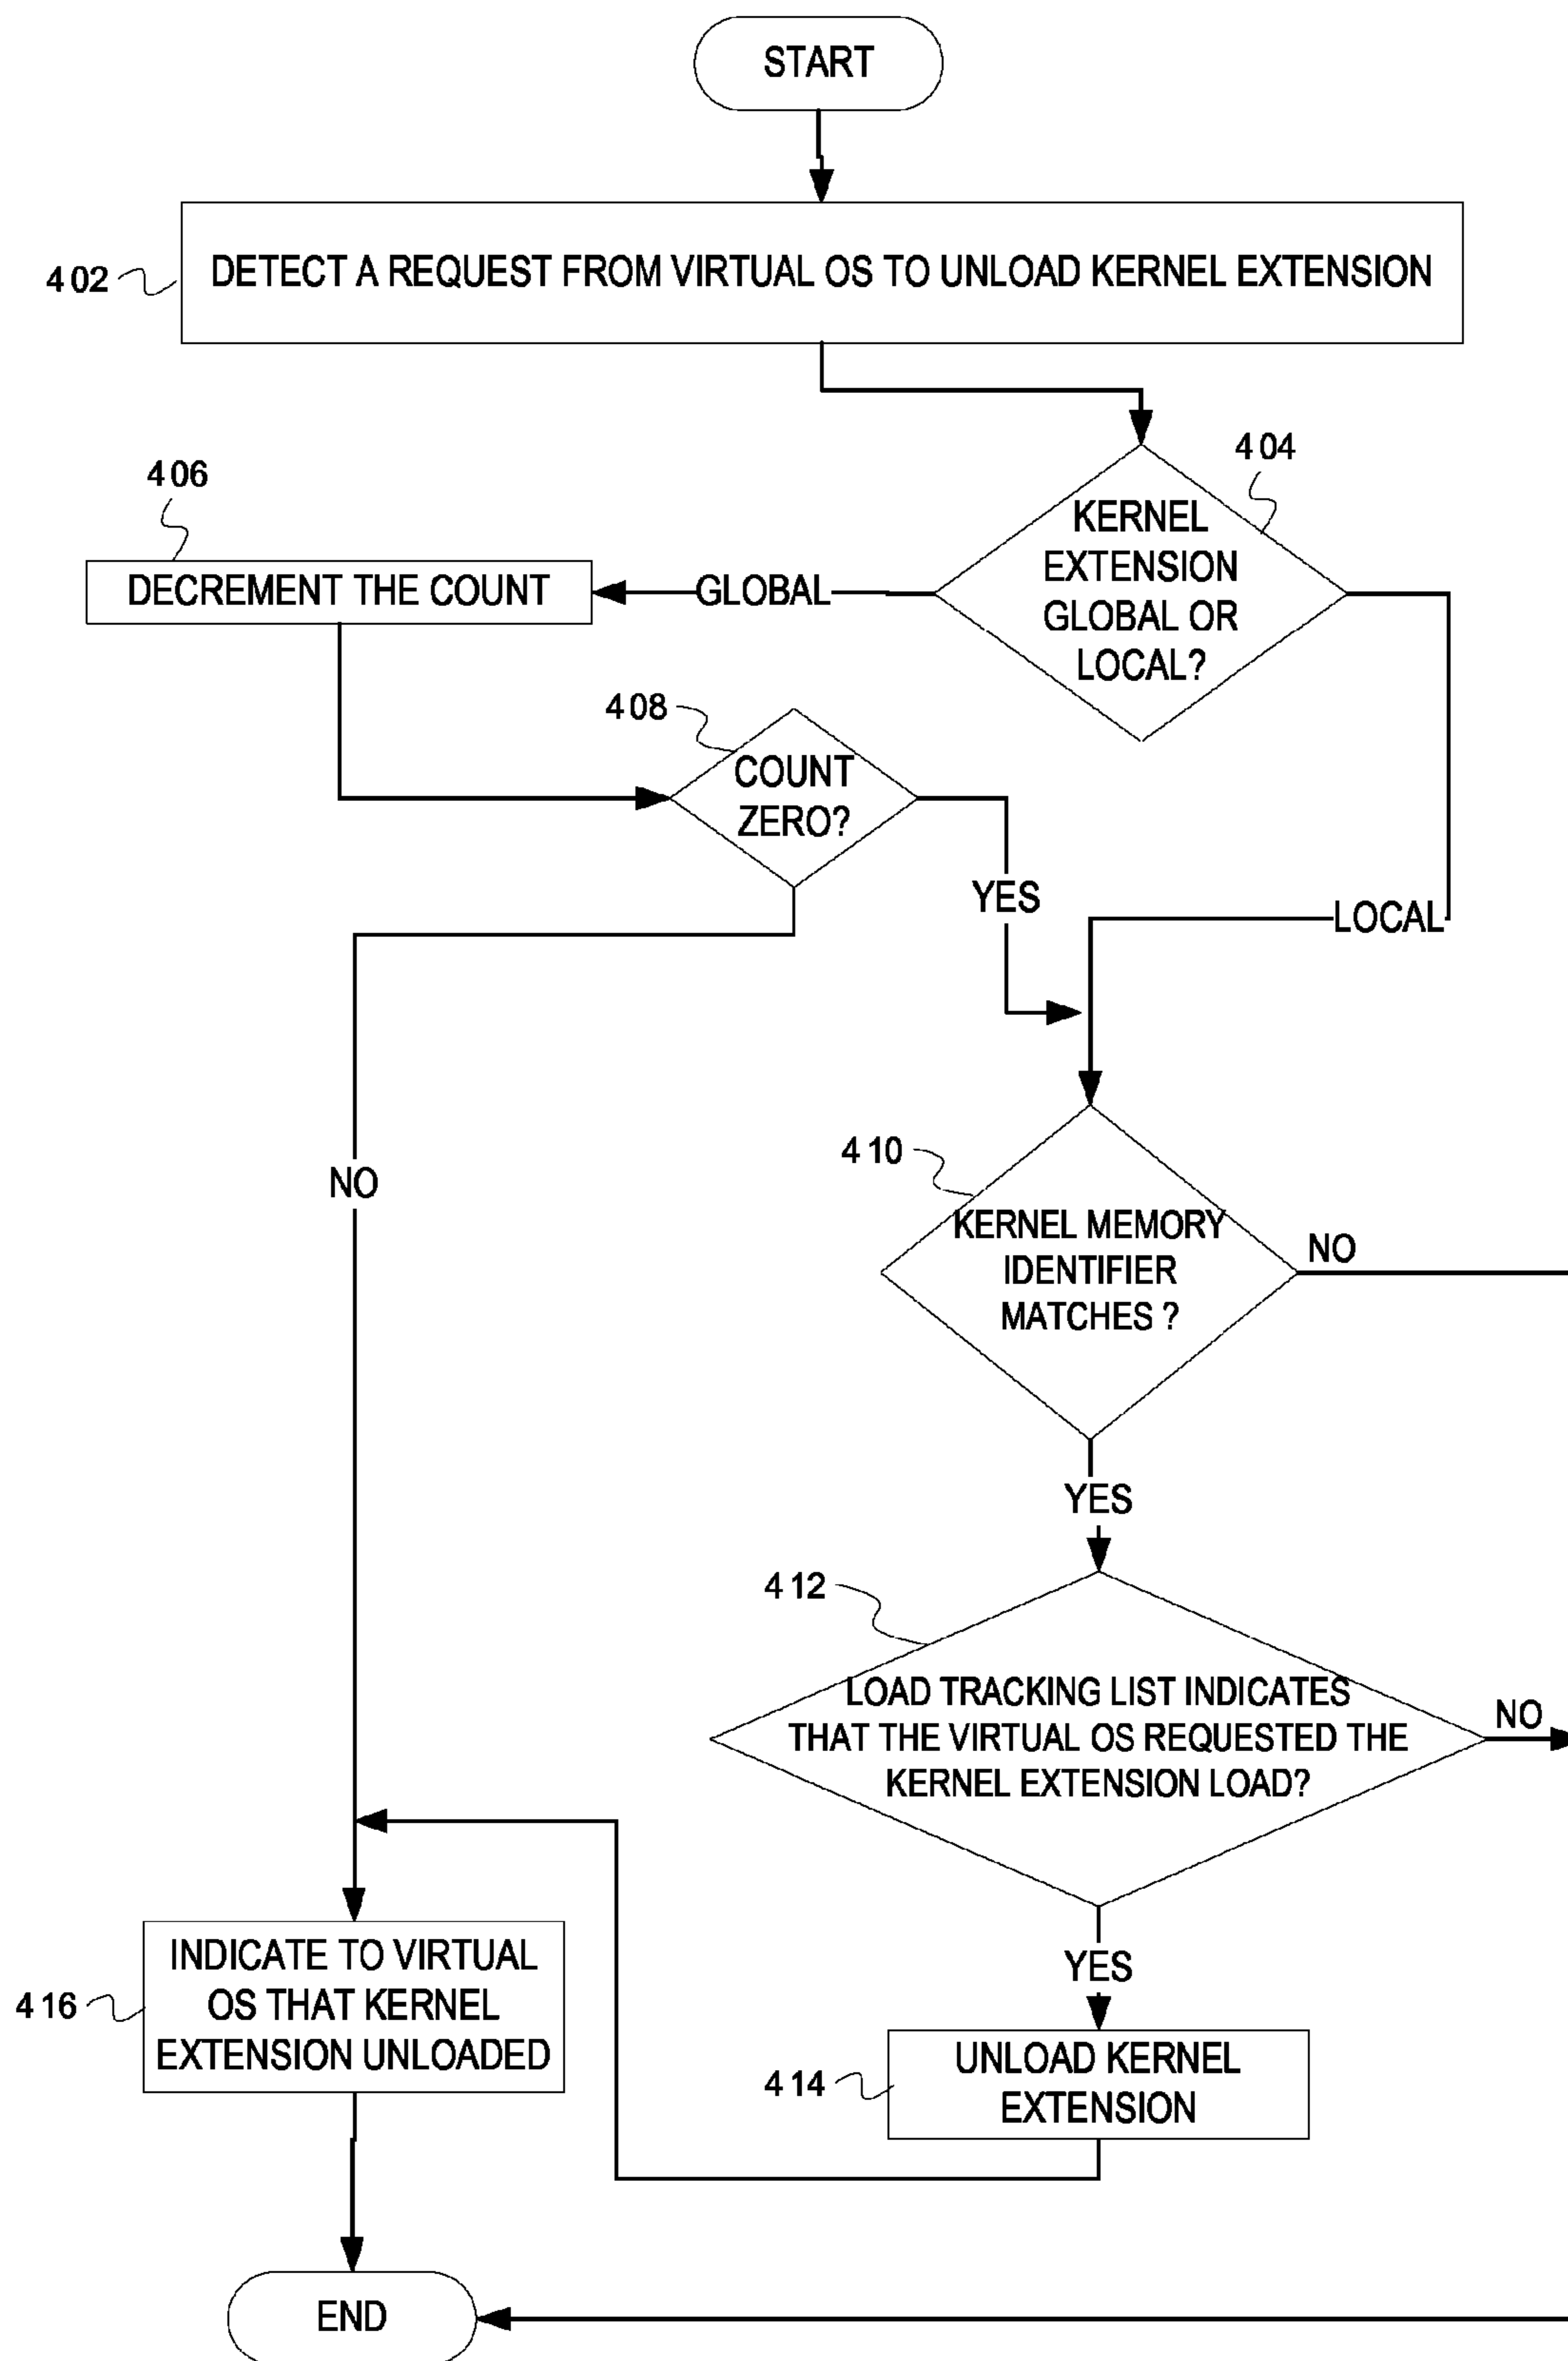 START
402
DETECT A REQUEST FROM VIRTUAL OS TO UNLOAD KERNEL EXTENSION
404
KERNEL
EXTENSION
GLOBAL OR
LOCAL?
406
DECREMENT THE COUNT
GLOBAL
408
COUNT
ZERO?
YES
LOCAL
NO
410
KERNEL MEMORY
IDENTIFIER
MATCHES ?
NO
YES
412
LOAD TRACKING LIST INDICATES
THAT THE VIRTUAL OS REQUESTED THE
KERNEL EXTENSION LOAD?
NO
YES
416
INDICATE TO VIRTUAL
OS THAT KERNEL
EXTENSION UNLOADED
414
UNLOAD KERNEL
EXTENSION
END